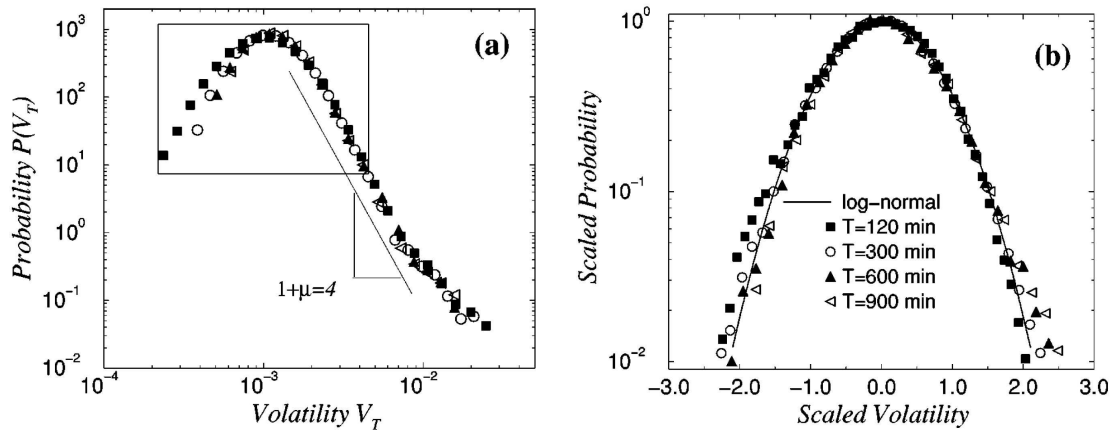 10^3
10^2
10^1
10^0
10^-1
10^-2
Probability P(V_T)
(a)
1+μ=4
10^-4
10^-3
10^-2
Volatility V_T
10^0
10^-1
10^-2
Scaled Probability
(b)
log-normal
T=120 min
T=300 min
T=600 min
T=900 min
-3.0 -2.0 -1.0 0.0 1.0 2.0 3.0
Scaled Volatility